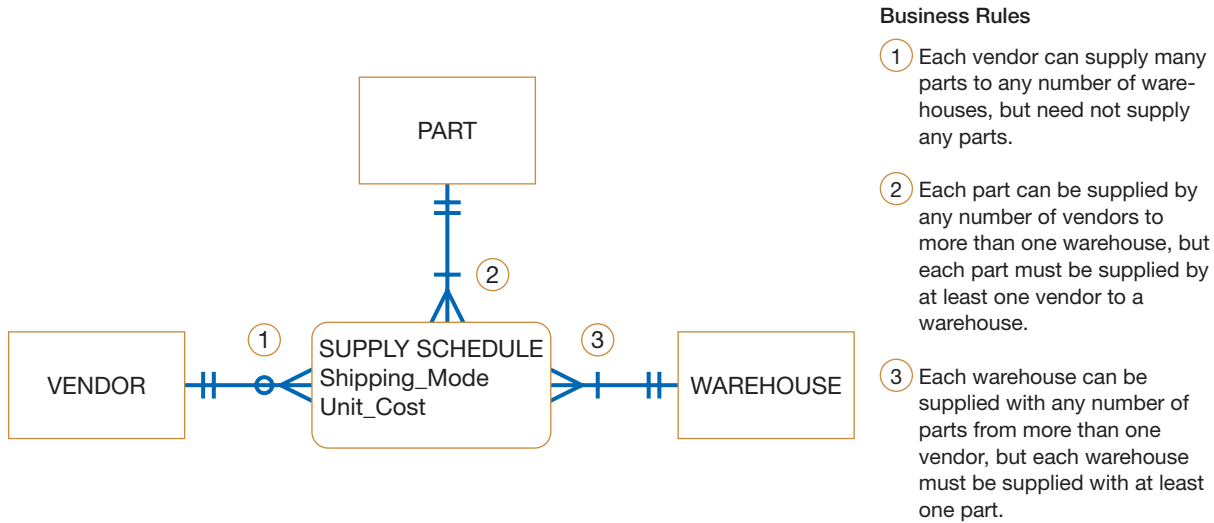 PART
2
1
3
VENDOR
SUPPLY SCHEDULE
Shipping_Mode
Unit_Cost
WAREHOUSE
Business Rules
1 Each vendor can supply many
parts to any number of ware-
houses, but need not supply
any parts.
2 Each part can be supplied by
any number of vendors to
more than one warehouse, but
each part must be supplied by
at least one vendor to a
warehouse.
3 Each warehouse can be
supplied with any number of
parts from more than one
vendor, but each warehouse
must be supplied with at least
one part.